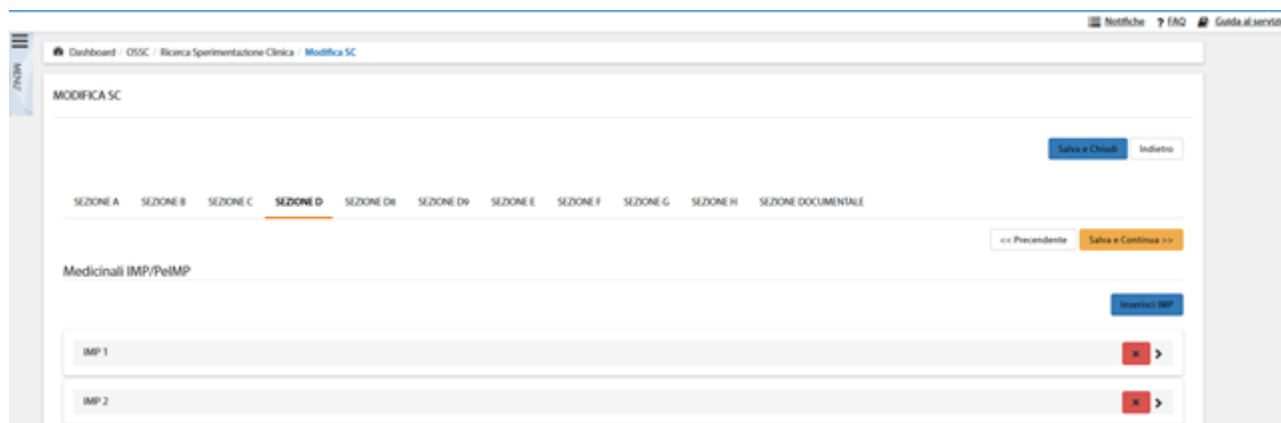 Notifiche ? FAQ Guida al servizi
MENU
Dashboard / OSSC / Ricerca Sperimentazione Clinica / Modifica SC
MODIFICA SC
Salva e Chiudi Indietro
SEZIONE A SEZIONE B SEZIONE C SEZIONE D SEZIONE D8 SEZIONE D9 SEZIONE E SEZIONE F SEZIONE G SEZIONE H SEZIONE DOCUMENTALE
<< Precendente Salva e Continua >>
Medicinali IMP/PeIMP
Inserisci IMP
IMP 1
IMP 2